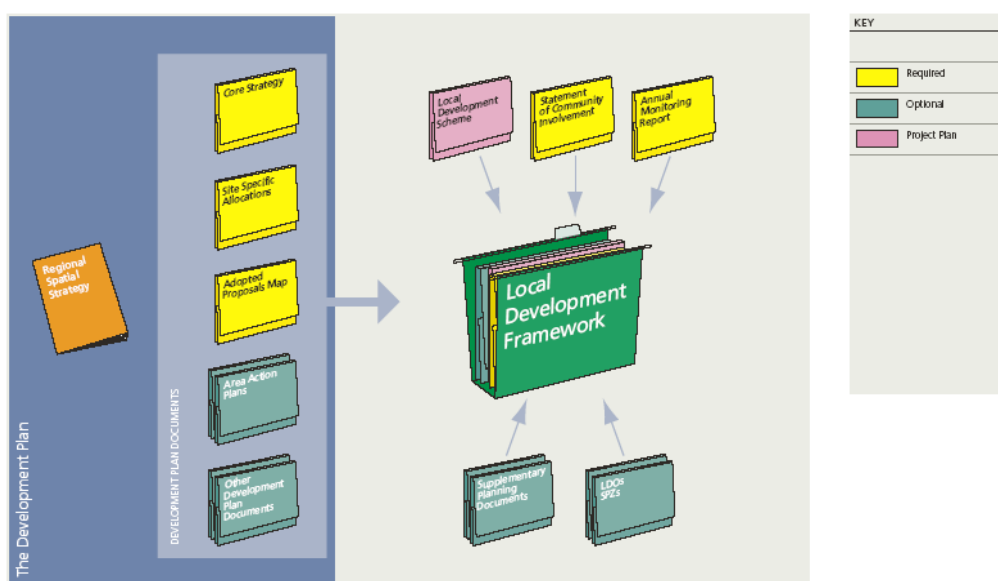 The Development Plan
Regional
Spatial
Strategy
DEVELOPMENT PLAN DOCUMENTS
Core Strategy
Site Specific
Allocations
Adopted
Proposals Map
Area Action
Plans
Other
Development
Plan
Documents
Local
Development
Scheme
Statement
of Community
Involvement
Annual
Monitoring
Report
Local
Development
Framework
Supplementary
Planning
Documents
LDOs
SPZs
KEY
Required
Optional
Project Plan